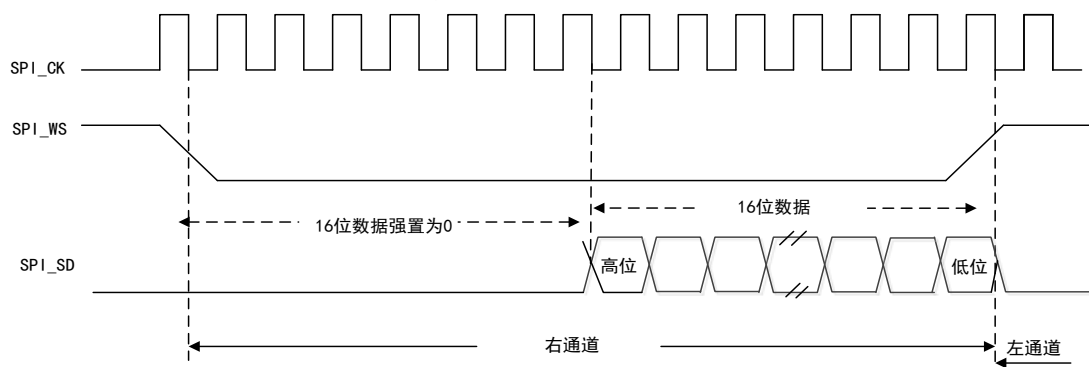 SPI_CK
SPI_WS
16位数据强置为0
16位数据
SPI_SD
高位
低位
右通道
左通道